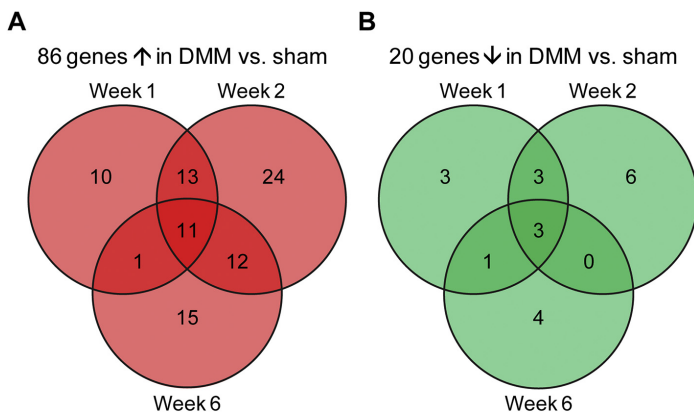 A
86 genes ↑ in DMM vs. sham
Week 1 Week 2
10 13 24
11
1 12
15
Week 6
B
20 genes ↓ in DMM vs. sham
Week 1 Week 2
3 3 6
3
1 0
4
Week 6